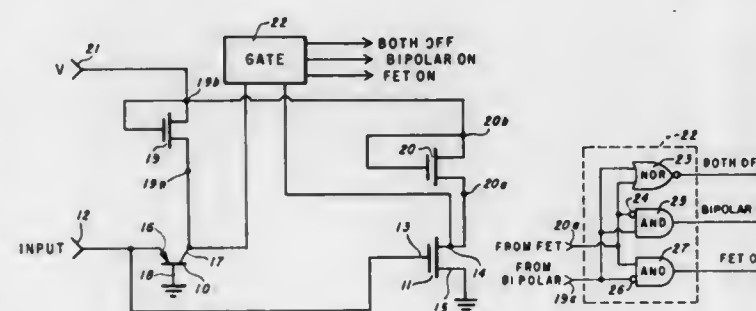 22
GATE
BOTH OFF
BIPOLAR ON
FET ON
21
V
19b
19
19a
20
20b
20a
12
INPUT
16
17
18
10
13
11
14
15
22
23
NOR
BOTH OF
24
29
AND
BIPOLAR
20a
FROM FET
27
AND
FET O
FROM
BIPOLAR
19a
26